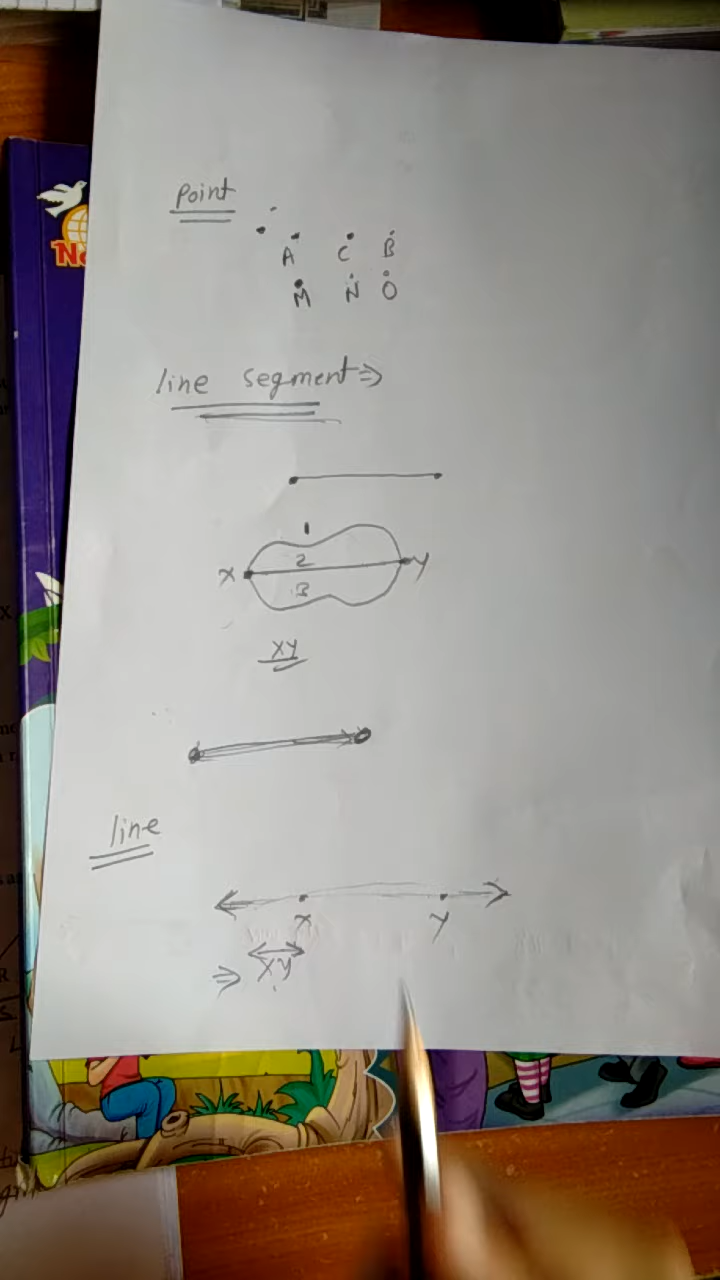 Point
A C B
M N O
line segment⇒
1
X 2 Y
3
XY
line
X Y
⇒ XY